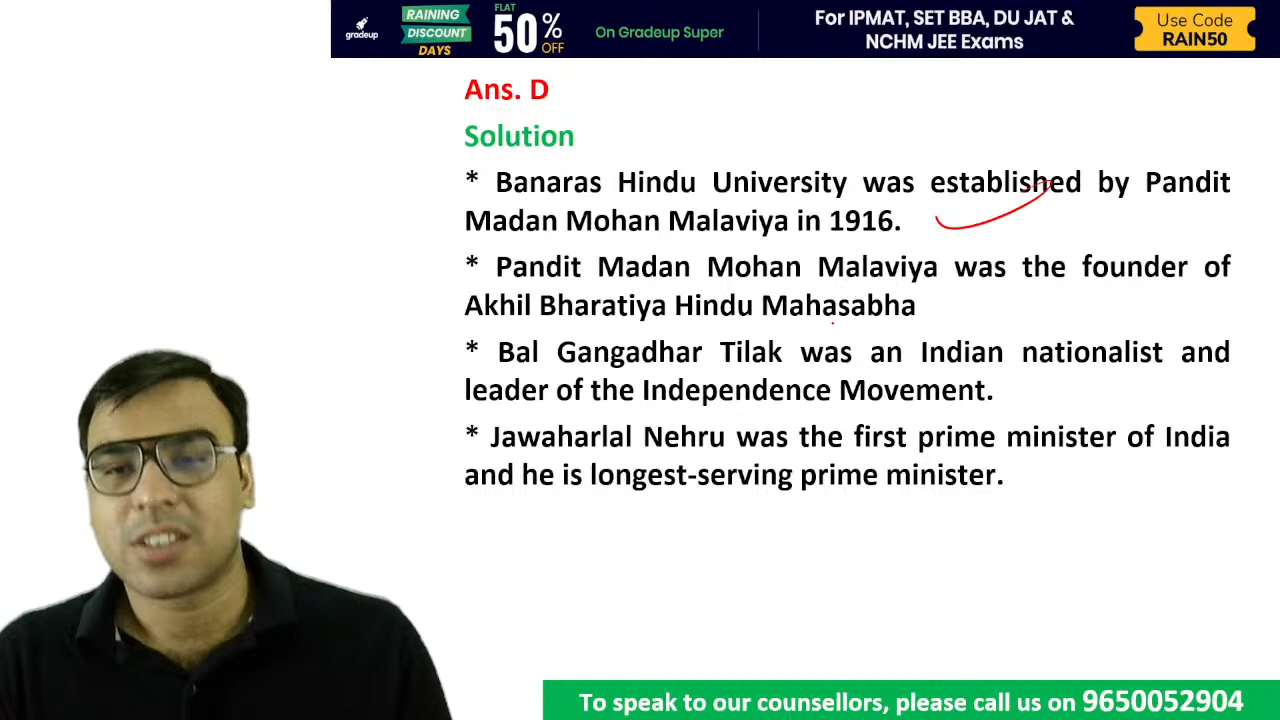 gradeup
RAINING
DISCOUNT
DAYS
FLAT
50%
OFF
On Gradeup Super
For IPMAT, SET BBA, DU JAT &
NCHM JEE Exams
Use Code
RAIN50
Ans. D
Solution
* Banaras Hindu University was established by Pandit
Madan Mohan Malaviya in 1916.
* Pandit Madan Mohan Malaviya was the founder of
Akhil Bharatiya Hindu Mahasabha
* Bal Gangadhar Tilak was an Indian nationalist and
leader of the Independence Movement.
* Jawaharlal Nehru was the first prime minister of India
and he is longest-serving prime minister.
To speak to our counsellors, please call us on 9650052904